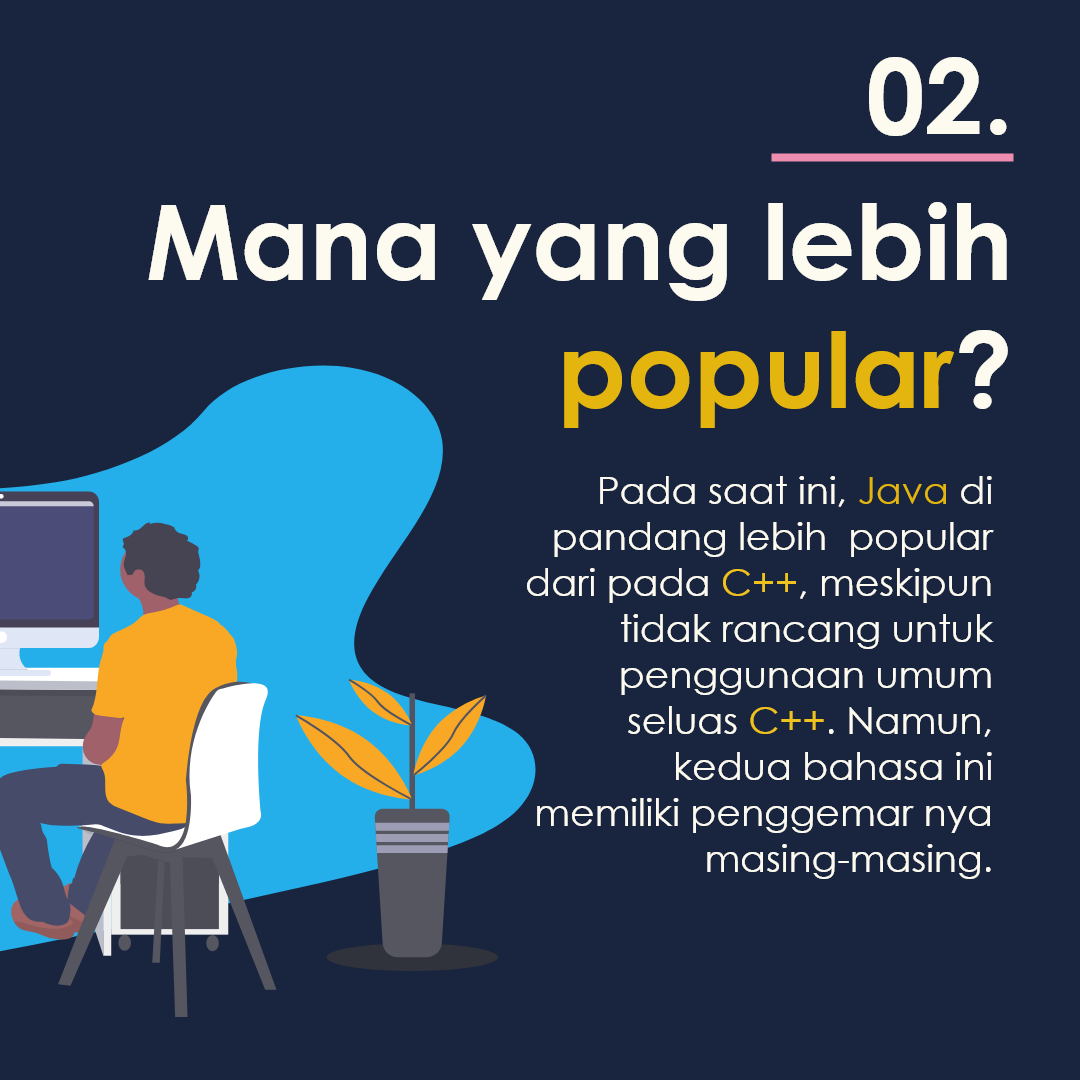 02.
Mana yang lebih
popular?
Pada saat ini, Java di
pandang lebih  popular
dari pada C++, meskipun
tidak rancang untuk
penggunaan umum
seluas C++. Namun,
kedua bahasa ini
memiliki penggemar nya
masing-masing.